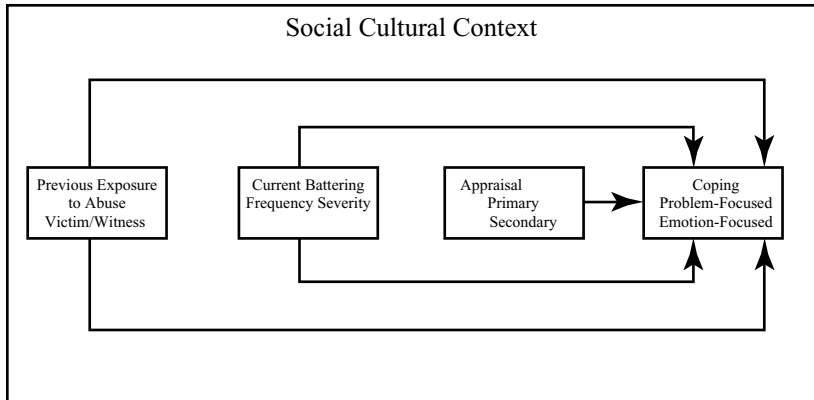 Social Cultural Context
Previous Exposure
to Abuse
Victim/Witness
Current Battering
Frequency Severity
Appraisal
Primary
Secondary
Coping
Problem-Focused
Emotion-Focused